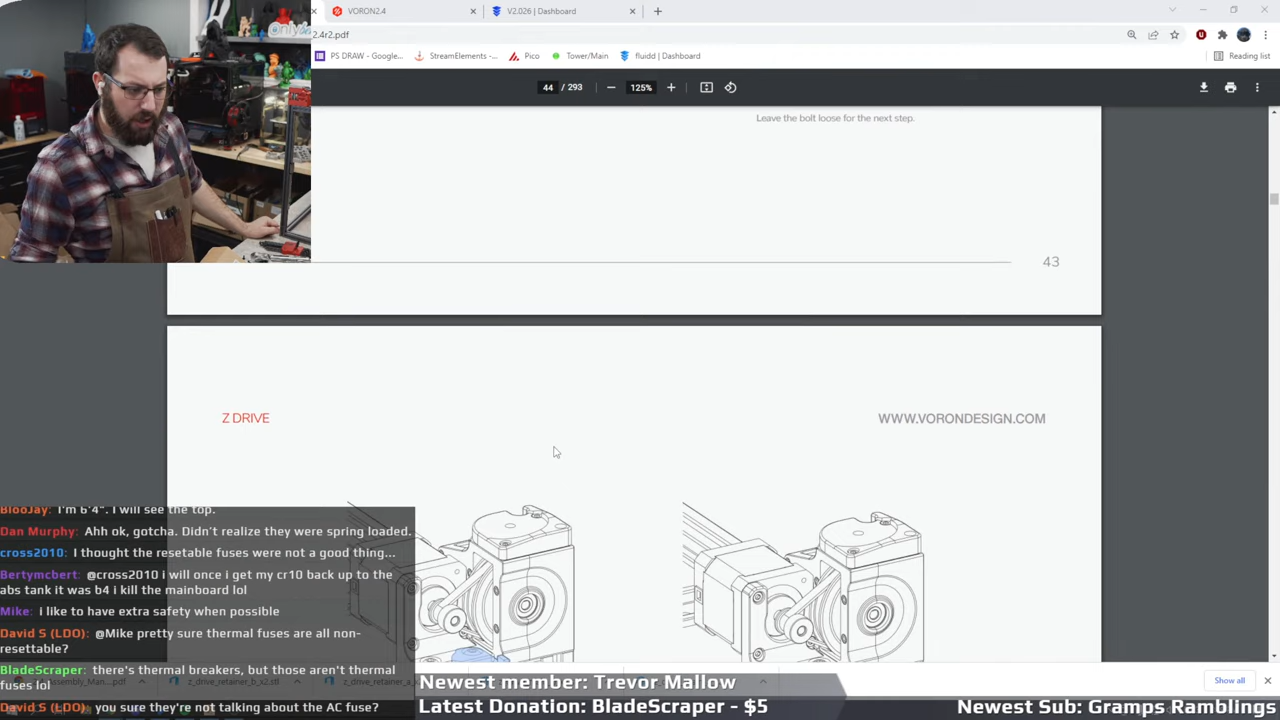 VORON2.4
V2.026 | Dashboard
2.4r2.pdf
PS DRAW - Google...
StreamElements -...
Pico
Tower/Main
fluidd | Dashboard
Reading list
44 / 293
125%
Leave the bolt loose for the next step.
43
Z DRIVE
WWW.VORONDESIGN.COM
BlooJay: I'm 6'4". I will see the top.
Dan Murphy: Ahh ok, gotcha. Didn't realize they were spring loaded.
cross2010: I thought the resetable fuses were not a good thing...
Bertymcbert: @cross2010 i will once i get my cr10 back up to the
abs tank it was b4 i kill the mainboard lol
Mike: i like to have extra safety when possible
David S (LDO): @Mike pretty sure thermal fuses are all non-
resettable?
BladeScraper: there's thermal breakers, but those aren't thermal
fuses lol
David S (LDO): you sure they're not talking about the AC fuse?
z_drive_retainer_b_x2.stl
Show all
Newest member: Trevor Mallow
Latest Donation: BladeScraper - $5
Newest Sub: Gramps Ramblings